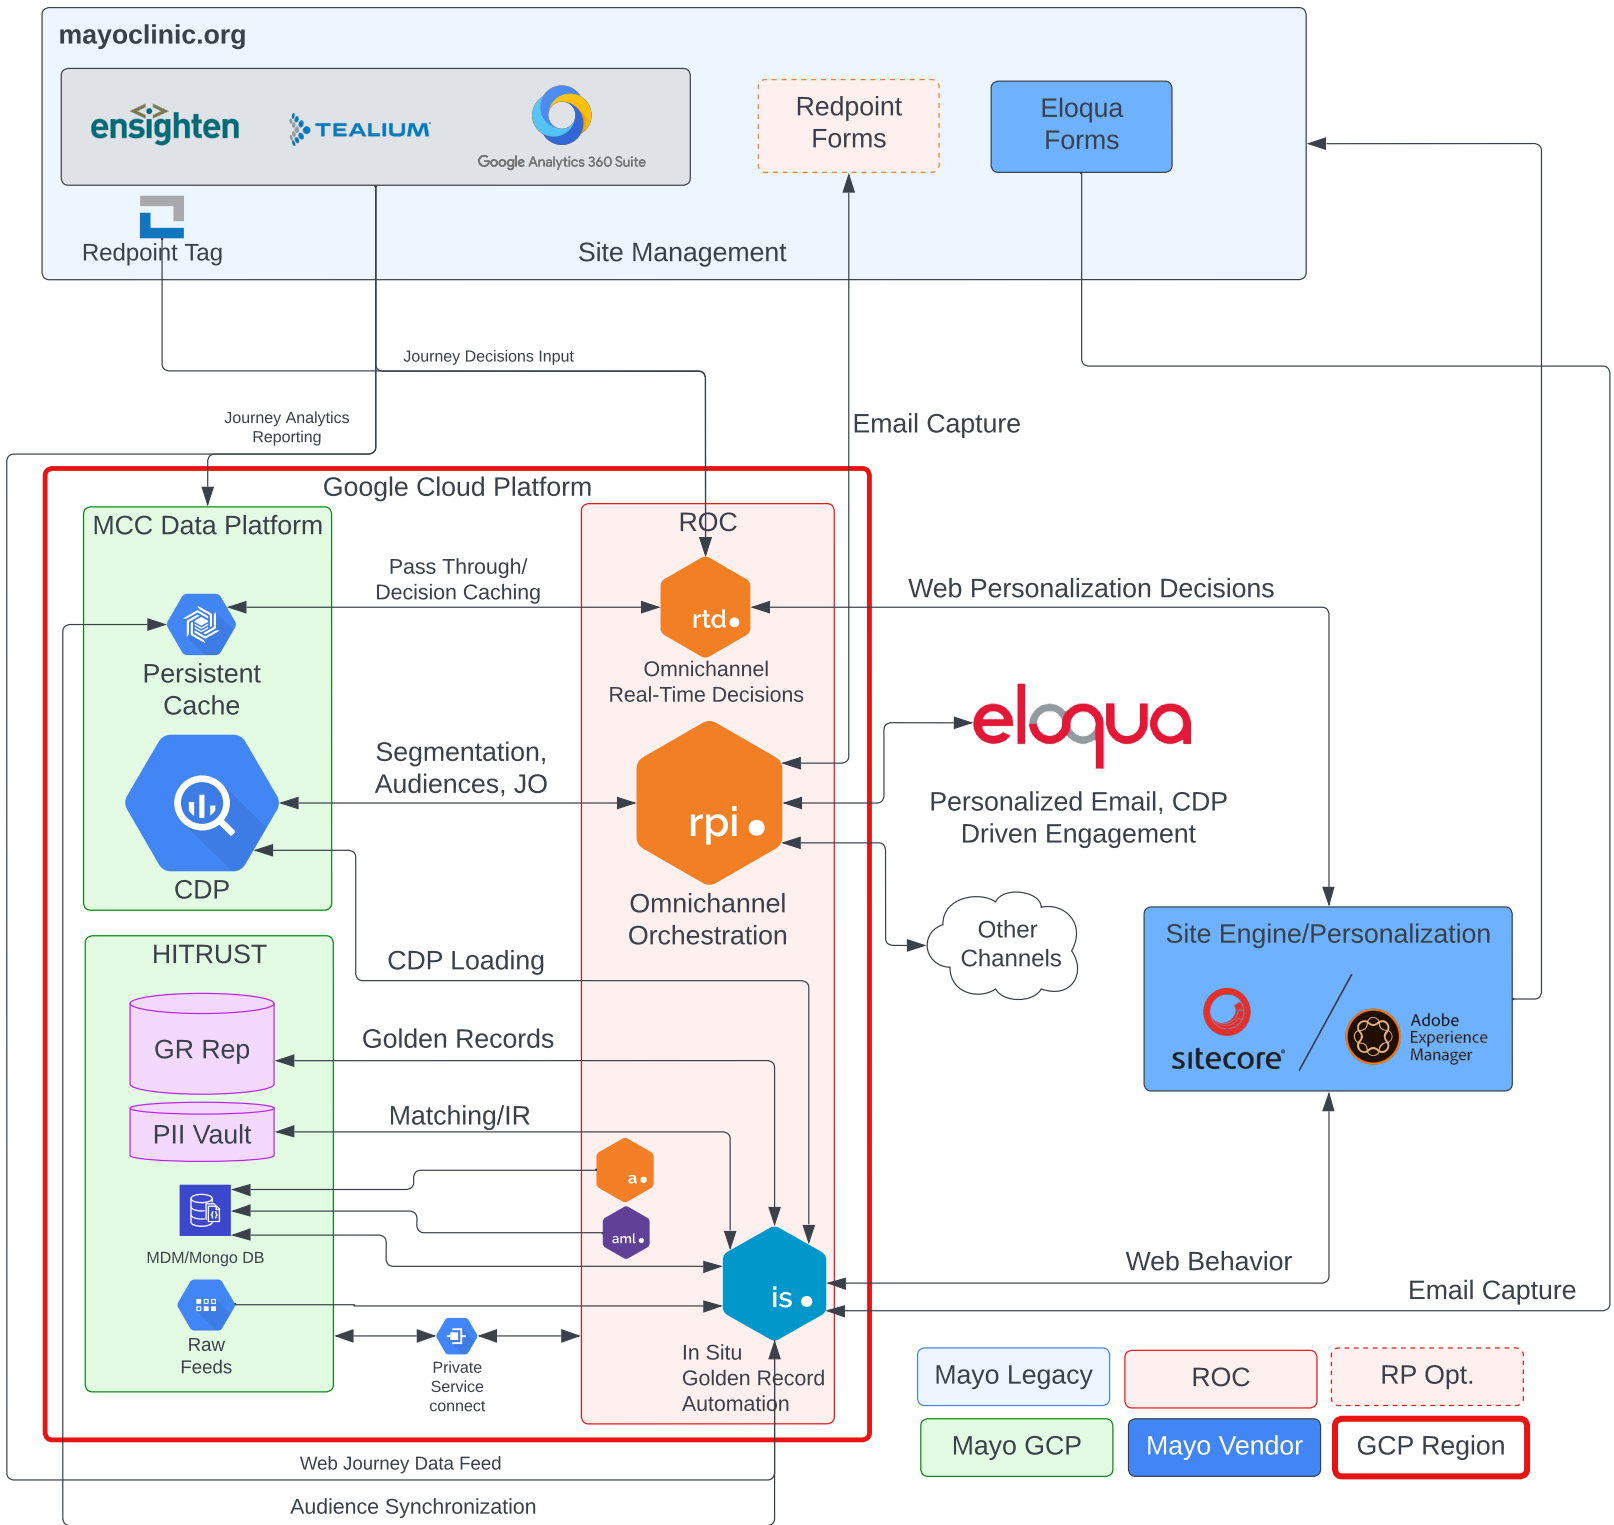 mayoclinic.org
ensighten
TEALIUM
Google Analytics 360 Suite
Redpoint
Forms
Eloqua
Forms
Redpoint Tag
Site Management
Journey Decisions Input
Journey Analytics
Reporting
Email Capture
Google Cloud Platform
MCC Data Platform
ROC
Pass Through/
Decision Caching
Web Personalization Decisions
rtd.
Persistent
Cache
Omnichannel
Real-Time Decisions
eloqua
Segmentation,
Audiences, JO
Personalized Email, CDP
Driven Engagement
rpi.
CDP
Omnichannel
Orchestration
Other
Channels
Site Engine/Personalization
HITRUST
CDP Loading
sitecore
Adobe
Experience
Manager
GR Rep
Golden Records
Matching/IR
PII Vault
a.
aml.
MDM/Mongo DB
is.
Web Behavior
Email Capture
Raw
Feeds
Private
Service
connect
In Situ
Golden Record
Automation
Mayo Legacy
ROC
RP Opt.
Mayo GCP
Mayo Vendor
GCP Region
Web Journey Data Feed
Audience Synchronization